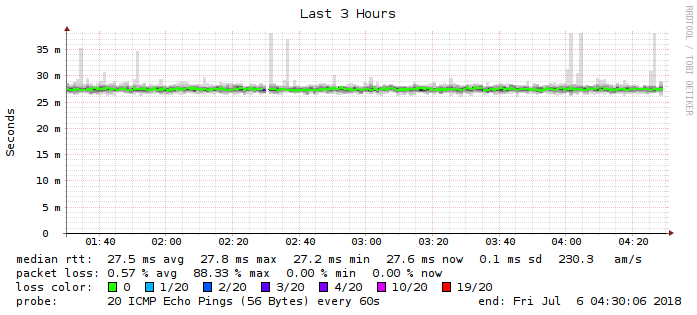 Last 3 Hours
RRDTOOL / TOBI OETIKER
Seconds
35 m
30 m
25 m
20 m
15 m
10 m
5 m
0
01:40 02:00 02:20 02:40 03:00 03:20 03:40 04:00 04:20
median rtt: 27.5 ms avg 27.8 ms max 27.2 ms min 27.6 ms now 0.1 ms sd 230.3 am/s
packet loss: 0.57 % avg 88.33 % max 0.00 % min 0.00 % now
loss color: 0 1/20 2/20 3/20 4/20 10/20 19/20
probe: 20 ICMP Echo Pings (56 Bytes) every 60s end: Fri Jul 6 04:30:06 2018